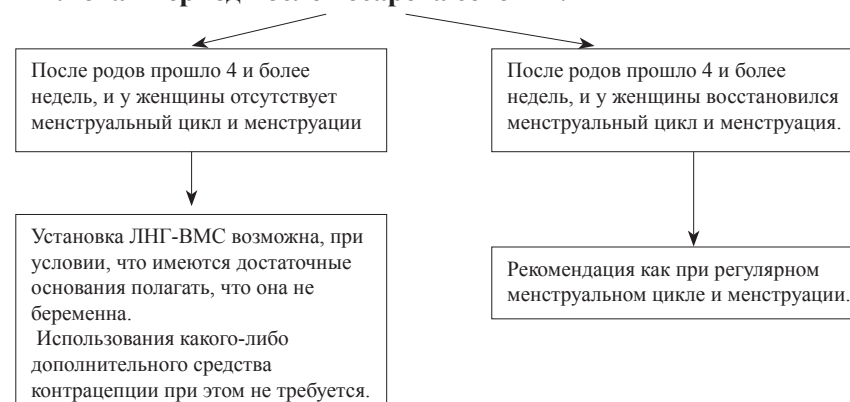 После родов прошло 4 и более
недель, и у женщины отсутствует
менструальный цикл и менструации
После родов прошло 4 и более
недель, и у женщины восстановился
менструальный цикл и менструация.
Установка ЛНГ-ВМС возможна, при
условии, что имеются достаточные
основания полагать, что она не
беременна.
Использования какого-либо
дополнительного средства
контрацепции при этом не требуется.
Рекомендация как при регулярном
менструальном цикле и менструации.